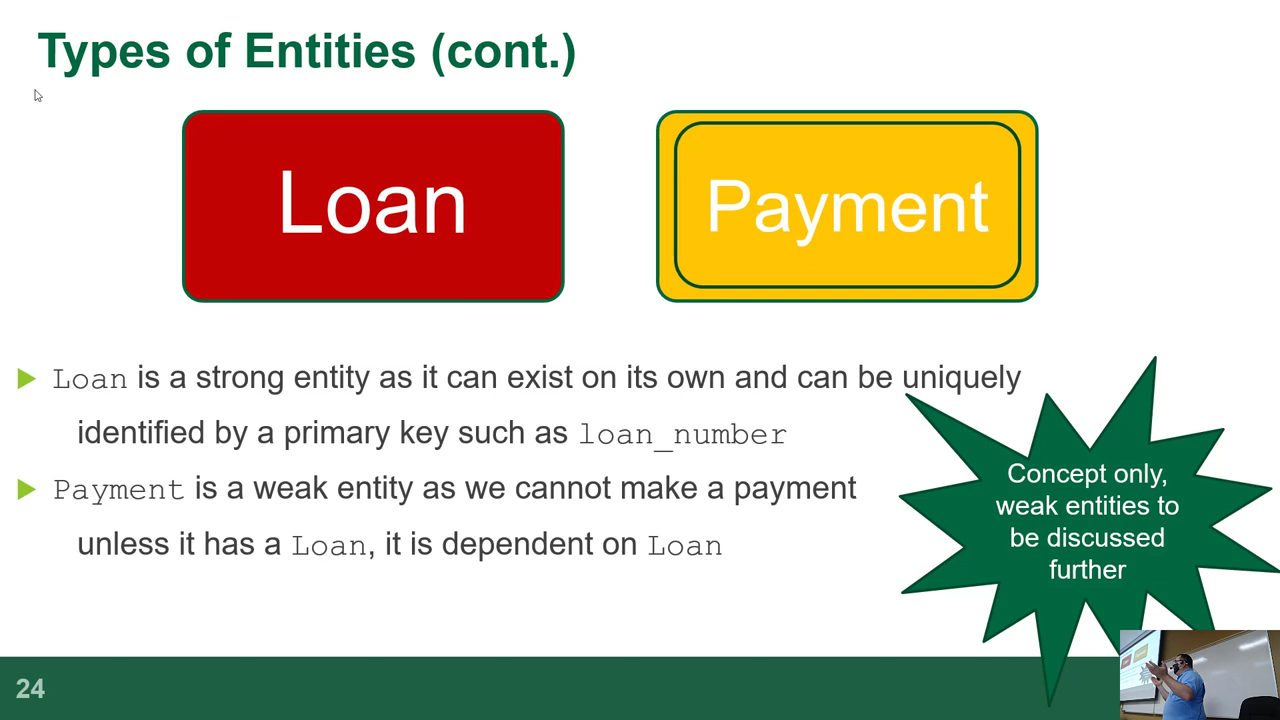 Types of Entities (cont.)
Loan
Payment
Loan is a strong entity as it can exist on its own and can be uniquely
identified by a primary key such as loan_number
Payment is a weak entity as we cannot make a payment
unless it has a Loan, it is dependent on Loan
Concept only,
weak entities to
be discussed
further
24